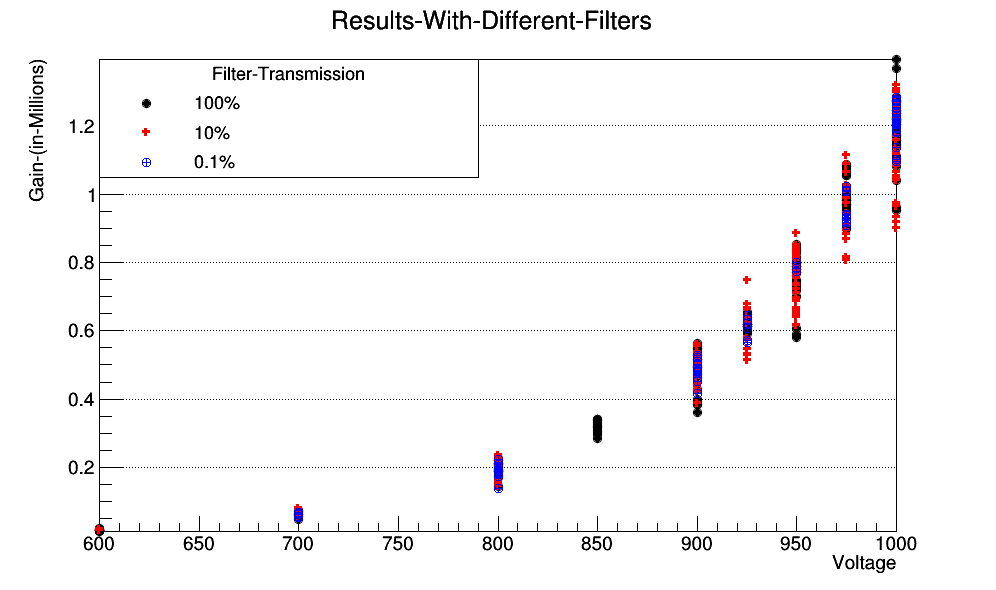 Results-With-Different-Filters
Gain-(in-Millions)
Filter-Transmission
100%
10%
0.1%
1.2
1
0.8
0.6
0.4
0.2
600 650 700 750 800 850 900 950 1000
Voltage